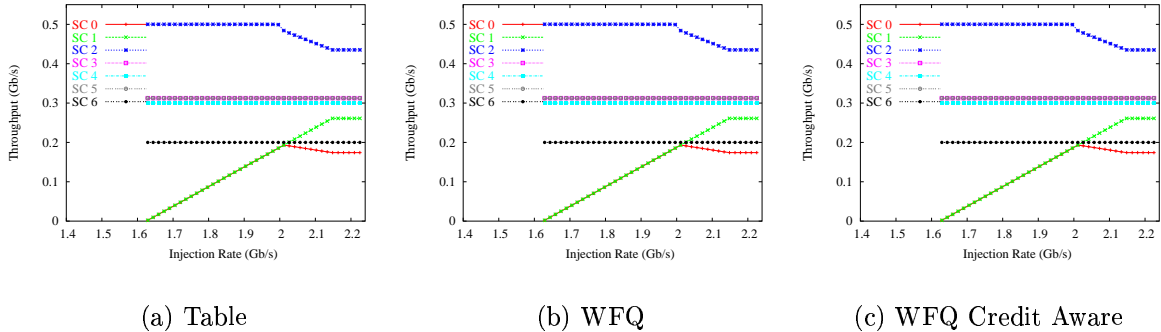 0.5
0.4
0.3
0.2
0.1
0
Throughput (Gb/s)
SC 0
SC 1
SC 2
SC 3
SC 4
SC 5
SC 6
1.4 1.5 1.6 1.7 1.8 1.9 2 2.1 2.2
Injection Rate (Gb/s)
(a) Table
0.5
0.4
0.3
0.2
0.1
0
Throughput (Gb/s)
SC 0
SC 1
SC 2
SC 3
SC 4
SC 5
SC 6
1.4 1.5 1.6 1.7 1.8 1.9 2 2.1 2.2
Injection Rate (Gb/s)
(b) WFQ
0.5
0.4
0.3
0.2
0.1
0
Throughput (Gb/s)
SC 0
SC 1
SC 2
SC 3
SC 4
SC 5
SC 6
1.4 1.5 1.6 1.7 1.8 1.9 2 2.1 2.2
Injection Rate (Gb/s)
(c) WFQ Credit Aware